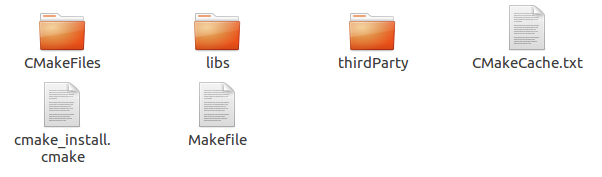 CMakeFiles
libs
thirdParty
CMakeCache.txt
cmake_install.
cmake
Makefile